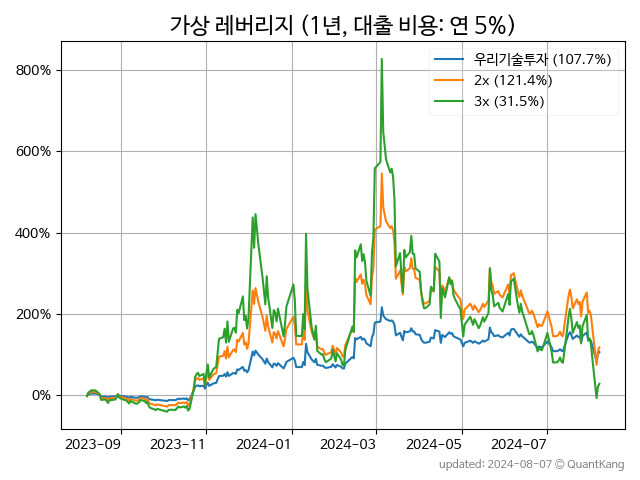 가상 레버리지 (1년, 대출 비용: 연 5%)
우리기술투자 (107.7%)
2x (121.4%)
3x (31.5%)
800%
600%
400%
200%
0%
2023-09 2023-11 2024-01 2024-03 2024-05 2024-07
updated: 2024-08-07 © QuantKang